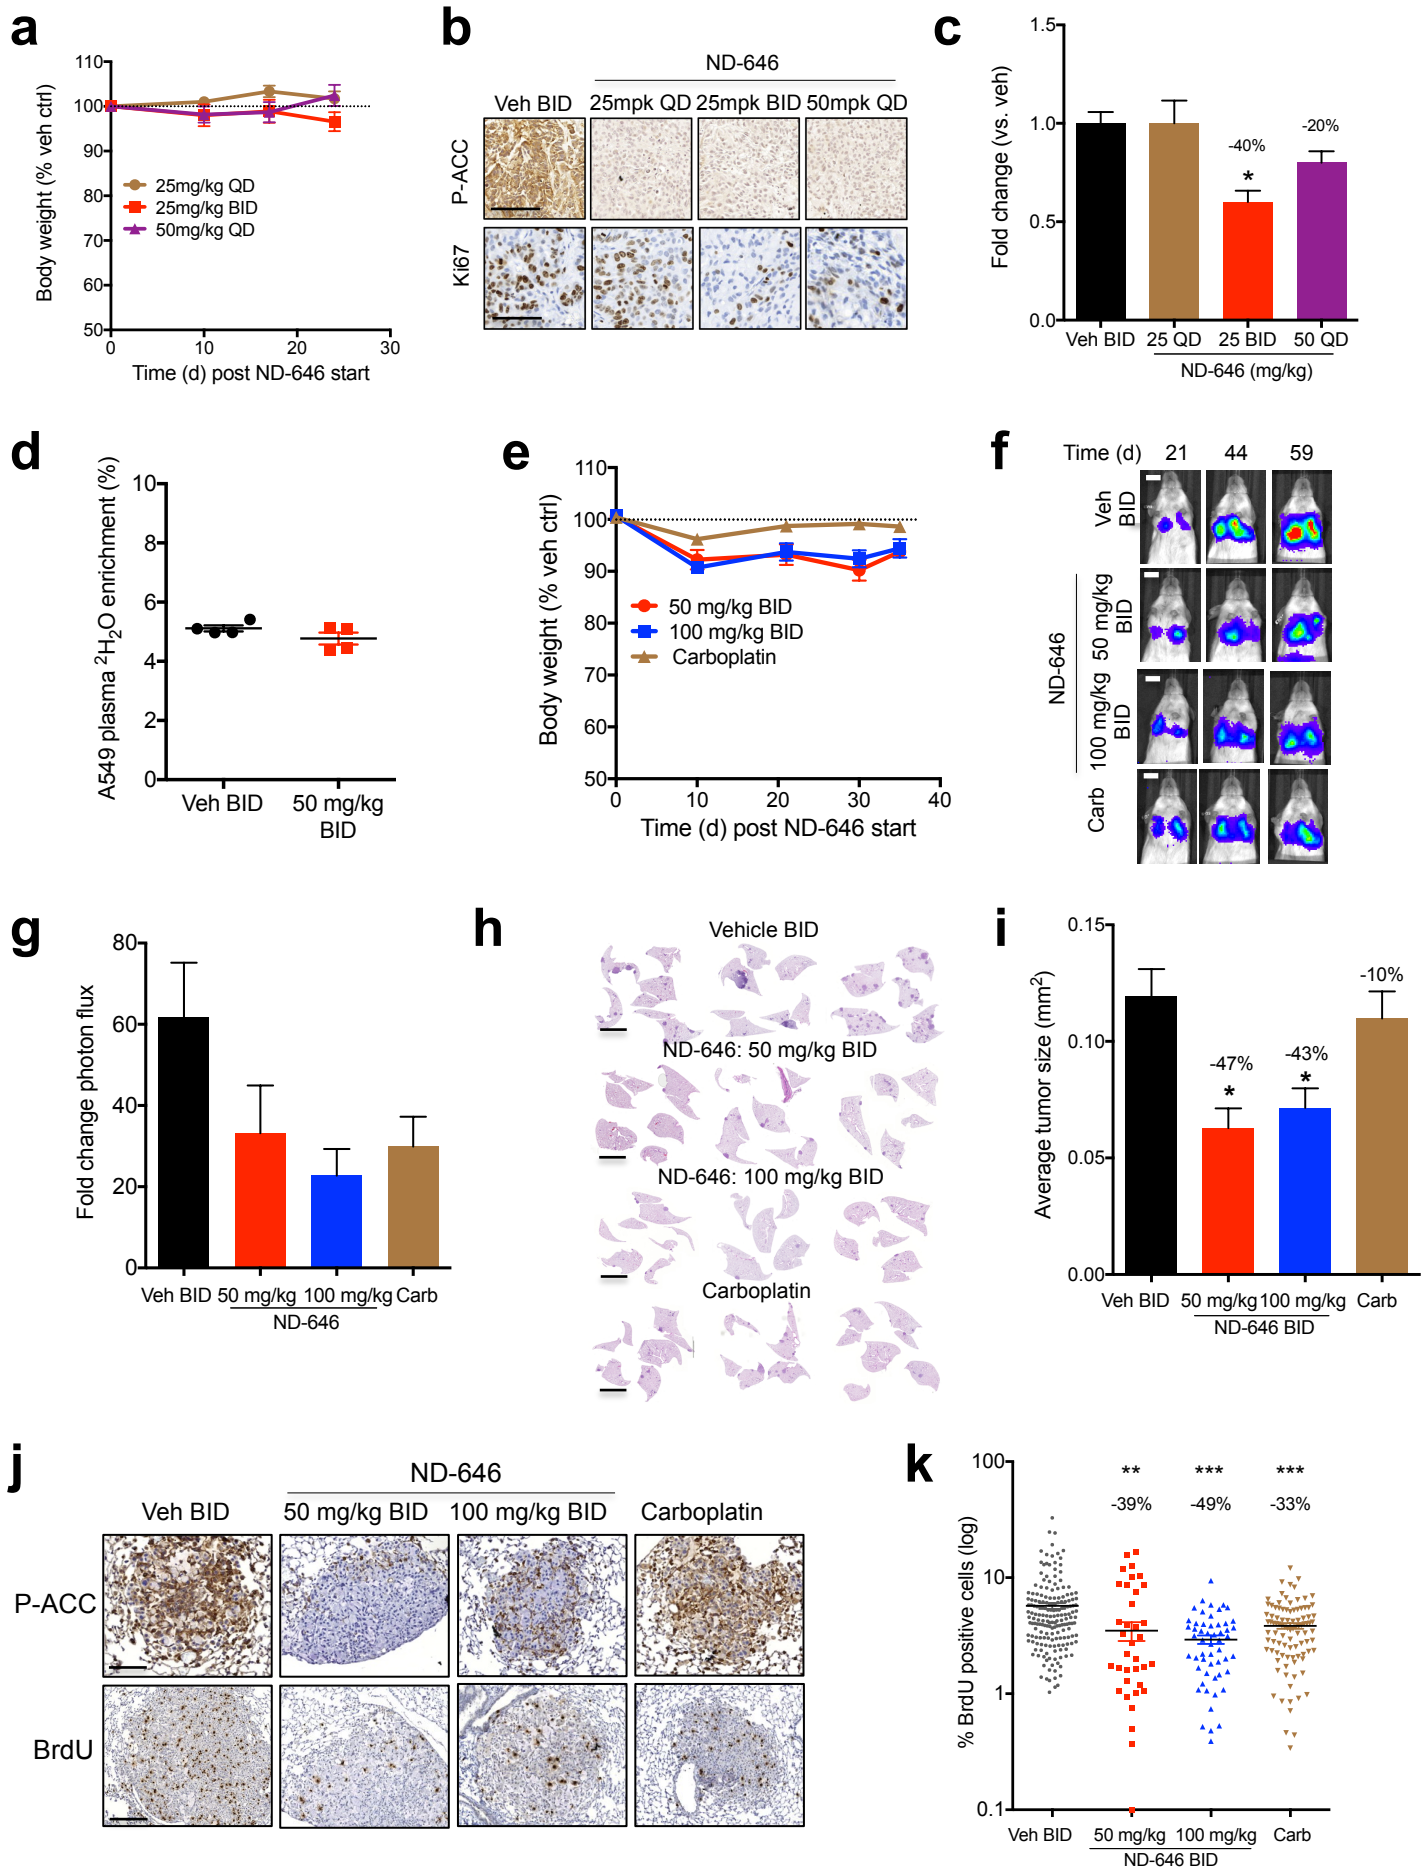 a
110
100
90
80
70
60
50
0
10
20
30
Body weight (% veh ctrl)
Time (d) post ND-646 start
25mg/kg QD
25mg/kg BID
50mg/kg QD
b
ND-646
Veh BID
25mpk QD
25mpk BID
50mpk QD
P-ACC
Ki67
c
1.5
1.0
0.5
0.0
Fold change (vs. veh)
-40%
*
-20%
Veh BID
25 QD
25 BID
50 QD
ND-646 (mg/kg)
d
10
8
6
4
2
0
A549 plasma ²H₂O enrichment (%)
Veh BID
50 mg/kg
BID
e
110
100
90
80
70
60
50
0
10
20
30
40
Body weight (% veh ctrl)
Time (d) post ND-646 start
50 mg/kg BID
100 mg/kg BID
Carboplatin
f
Time (d) 21 44 59
Veh
BID
ND-646
50 mg/kg
BID
100 mg/kg
BID
Carb
g
80
60
40
20
0
Fold change photon flux
Veh BID
50 mg/kg
100 mg/kg
Carb
ND-646
h
Vehicle BID
ND-646: 50 mg/kg BID
ND-646: 100 mg/kg BID
Carboplatin
i
0.15
0.10
0.05
0.00
Average tumor size (mm²)
-47%
*
-43%
*
-10%
Veh BID
50 mg/kg
100 mg/kg
Carb
ND-646 BID
j
ND-646
Veh BID
50 mg/kg BID
100 mg/kg BID
Carboplatin
P-ACC
BrdU
k
100
10
1
0.1
% BrdU positive cells (log)
** *** ***
-39% -49% -33%
Veh BID
50 mg/kg
100 mg/kg
Carb
ND-646 BID